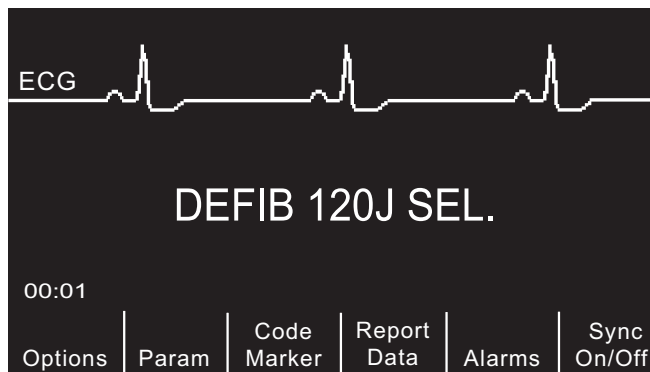 ECG
DEFIB 120J SEL.
00:01
Options Param Code Marker Report Data Alarms Sync On/Off